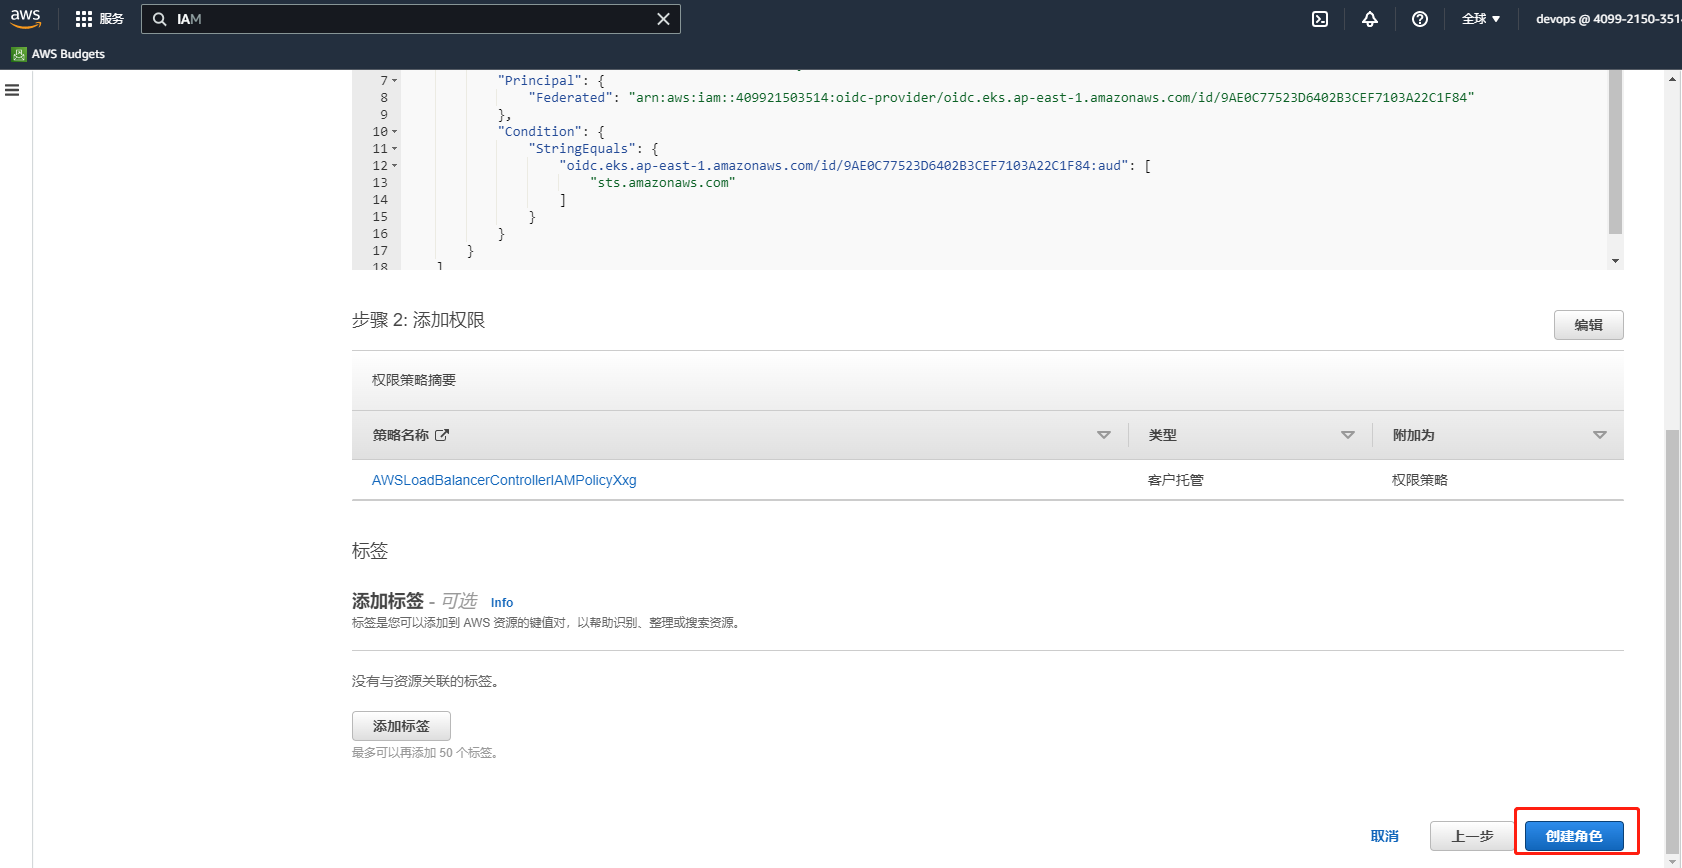 aws 服务 IAM 全球 devops @ 4099-2150-351
AWS Budgets
7 "Principal": {
8 "Federated": "arn:aws:iam::409921503514:oidc-provider/oidc.eks.ap-east-1.amazonaws.com/id/9AE0C77523D6402B3CEF7103A22C1F84"
9 },
10 "Condition": {
11 "StringEquals": {
12 "oidc.eks.ap-east-1.amazonaws.com/id/9AE0C77523D6402B3CEF7103A22C1F84:aud": [
13 "sts.amazonaws.com"
14 ]
15 }
16 }
17 }
18 ]
步骤 2: 添加权限
编辑
权限策略摘要
策略名称 类型 附加为
AWSLoadBalancerControllerIAMPolicyXxg 客户托管 权限策略
标签
添加标签 - 可选 Info
标签是您可以添加到 AWS 资源的键值对，以帮助识别、整理或搜索资源。
没有与资源关联的标签。
添加标签
最多可以再添加 50 个标签。
取消 上一步 创建角色